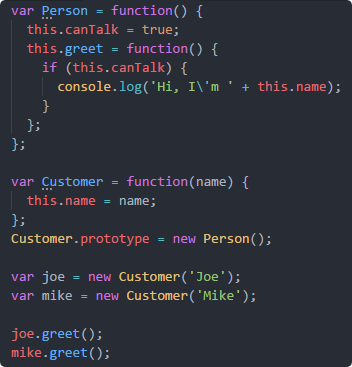 var Person = function() {
  this.canTalk = true;
  this.greet = function() {
    if (this.canTalk) {
      console.log('Hi, I\'m ' + this.name);
    }
  };
};

var Customer = function(name) {
  this.name = name;
};
Customer.prototype = new Person();

var joe = new Customer('Joe');
var mike = new Customer('Mike');

joe.greet();
mike.greet();